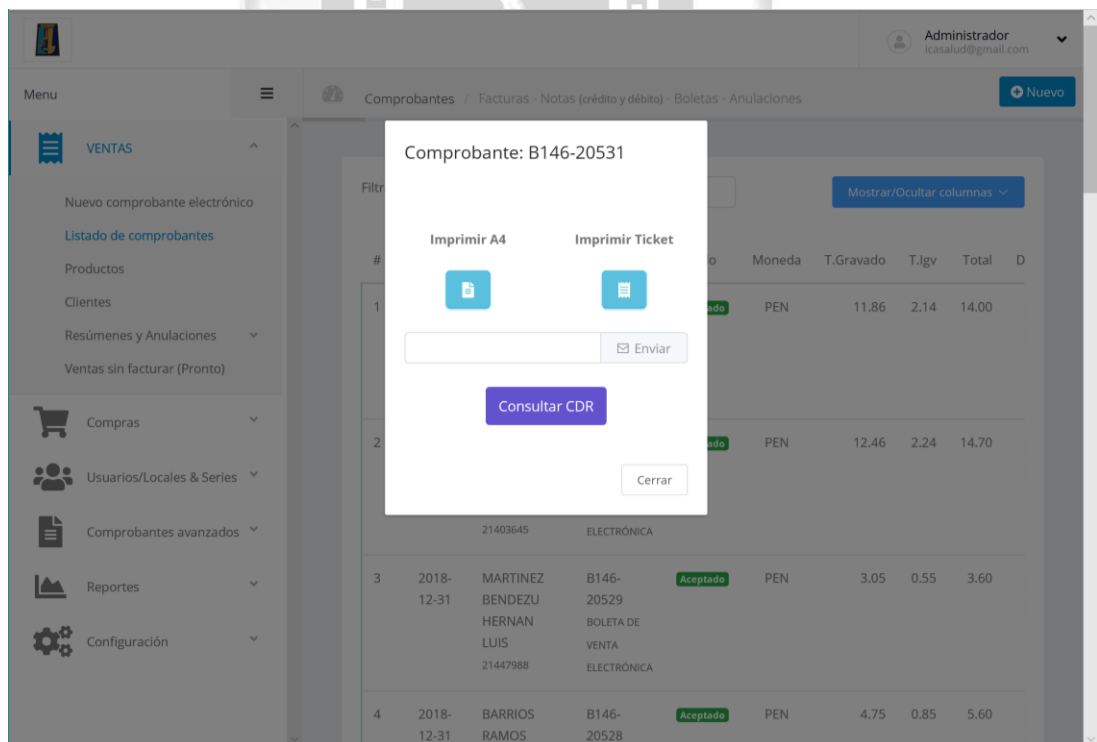 Administrador
icasalud@gmail.com
Menu
Comprobantes / Facturas - Notas (crédito y débito) - Boletas - Anulaciones
Nuevo
VENTAS
Nuevo comprobante electrónico
Listado de comprobantes
Productos
Clientes
Resúmenes y Anulaciones
Ventas sin facturar (Pronto)
Compras
Usuarios/Locales & Series
Comprobantes avanzados
Reportes
Configuración
Comprobante: B146-20531
Imprimir A4 Imprimir Ticket
Enviar
Consultar CDR
Cerrar
Mostrar/Ocultar columnas
# Moneda T.Gravado T.Igv Total
1 PEN 11.86 2.14 14.00
2 PEN 12.46 2.24 14.70
21403645 ELECTRÓNICA
3 2018- MARTINEZ B146- Aceptado PEN 3.05 0.55 3.60
12-31 BENDEZU 20529
HERNAN BOLETA DE
LUIS VENTA
21447988 ELECTRÓNICA
4 2018- BARRIOS B146- Aceptado PEN 4.75 0.85 5.60
12-31 RAMOS 20528